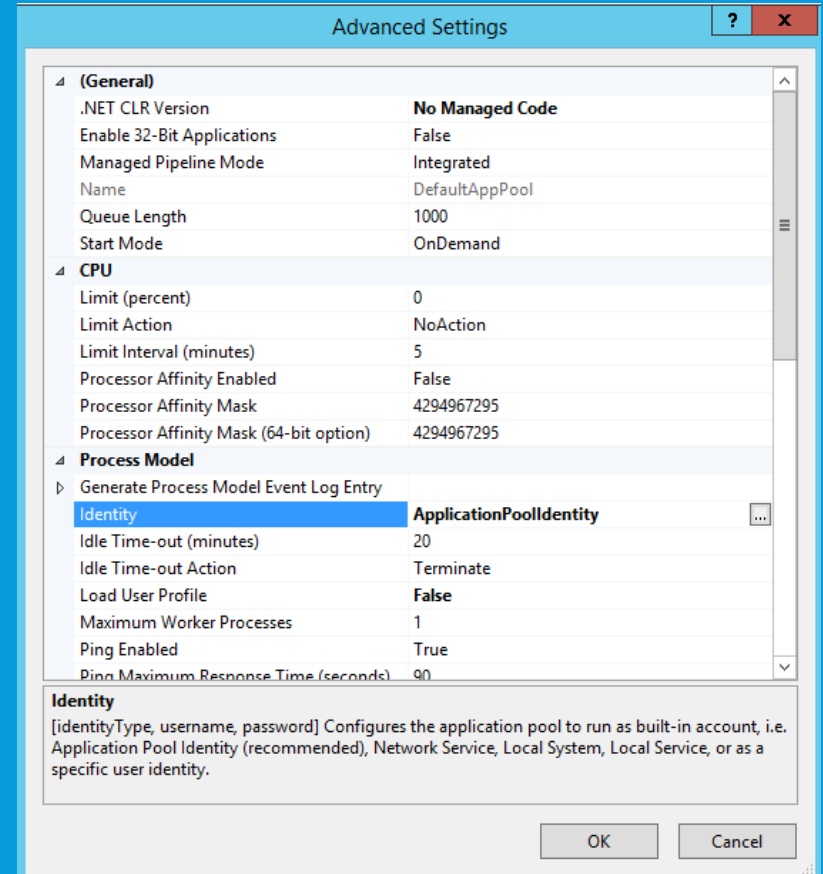 Advanced Settings
? x
(General)
.NET CLR Version No Managed Code
Enable 32-Bit Applications False
Managed Pipeline Mode Integrated
Name DefaultAppPool
Queue Length 1000
Start Mode OnDemand
CPU
Limit (percent) 0
Limit Action NoAction
Limit Interval (minutes) 5
Processor Affinity Enabled False
Processor Affinity Mask 4294967295
Processor Affinity Mask (64-bit option) 4294967295
Process Model
Generate Process Model Event Log Entry
Identity ApplicationPoolIdentity ...
Idle Time-out (minutes) 20
Idle Time-out Action Terminate
Load User Profile False
Maximum Worker Processes 1
Ping Enabled True
Ping Maximum Response Time (seconds) 90
Identity
[identityType, username, password] Configures the application pool to run as built-in account, i.e.
Application Pool Identity (recommended), Network Service, Local System, Local Service, or as a
specific user identity.
OK Cancel